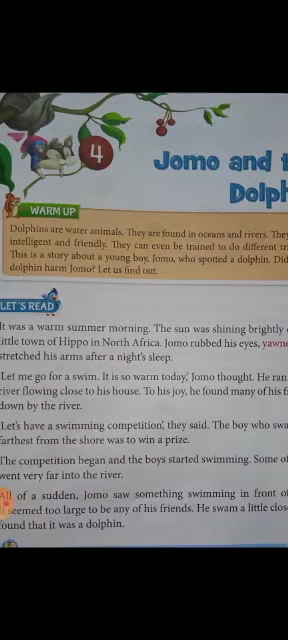 4
Jomo and
Dolph
WARM UP
Dolphins are water animals. They are found in oceans and rivers. They
intelligent and friendly. They can even be trained to do different tr
This is a story about a young boy, Jomo, who spotted a dolphin. Did
dolphin harm Jomo? Let us find out.
LET'S READ
It was a warm summer morning. The sun was shining brightly
little town of Hippo in North Africa. Jomo rubbed his eyes, yawne
stretched his arms after a night's sleep.
'Let me go for a swim. It is so warm today,' Jomo thought. He ran
river flowing close to his house. To his joy, he found many of his f
down by the river.
'Let's have a swimming competition', they said. The boy who swa
farthest from the shore was to win a prize.
The competition began and the boys started swimming. Some of
went very far into the river.
All of a sudden, Jomo saw something swimming in front of
It seemed too large to be any of his friends. He swam a little close
found that it was a dolphin.